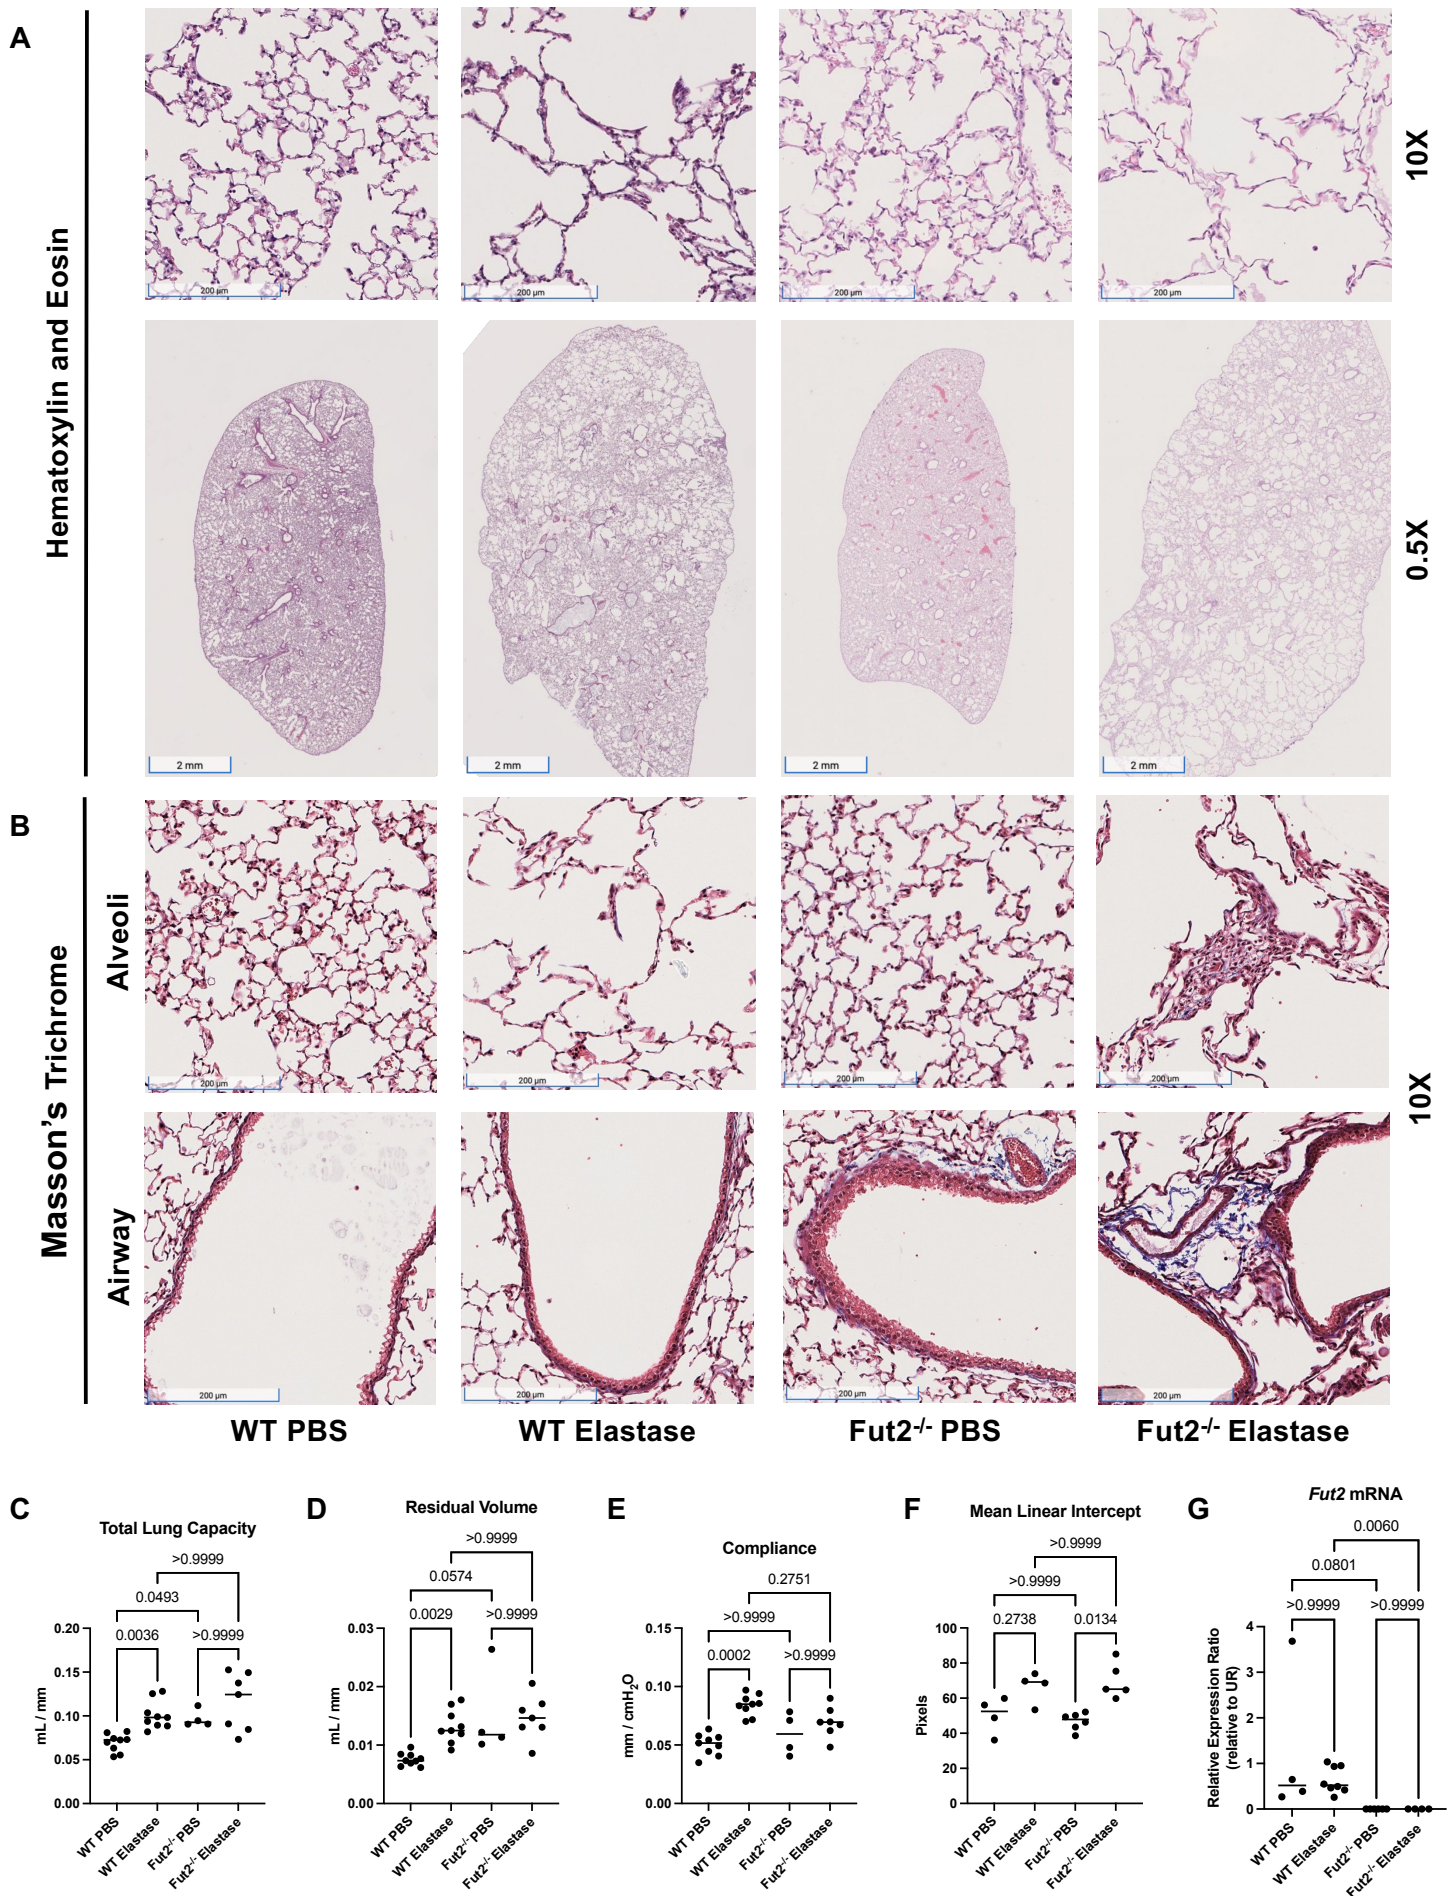 A
Hematoxylin and Eosin
200 µm
200 µm
200 µm
200 µm
10X
2 mm
2 mm
2 mm
2 mm
0.5X
B
Masson's Trichrome
Alveoli
200 µm
200 µm
200 µm
200 µm
10X
Airway
200 µm
200 µm
200 µm
200 µm
WT PBS
WT Elastase
Fut2-/- PBS
Fut2-/- Elastase
C
Total Lung Capacity
>0.9999
0.0493
0.0036
>0.9999
mL / mm
0.20
0.15
0.10
0.05
0.00
WT PBS
WT Elastase
Fut2-/- PBS
Fut2-/- Elastase
D
Residual Volume
>0.9999
0.0574
0.0029
>0.9999
mL / mm
0.03
0.02
0.01
0.00
WT PBS
WT Elastase
Fut2-/- PBS
Fut2-/- Elastase
E
Compliance
0.2751
>0.9999
0.0002
>0.9999
mm / cmH2O
0.15
0.10
0.05
0.00
WT PBS
WT Elastase
Fut2-/- PBS
Fut2-/- Elastase
F
Mean Linear Intercept
>0.9999
>0.9999
0.2738
0.0134
Pixels
100
80
60
40
20
0
WT PBS
WT Elastase
Fut2-/- PBS
Fut2-/- Elastase
G
Fut2 mRNA
0.0060
0.0801
>0.9999
>0.9999
Relative Expression Ratio
(relative to UR)
4
3
2
1
0
WT PBS
WT Elastase
Fut2-/- PBS
Fut2-/- Elastase